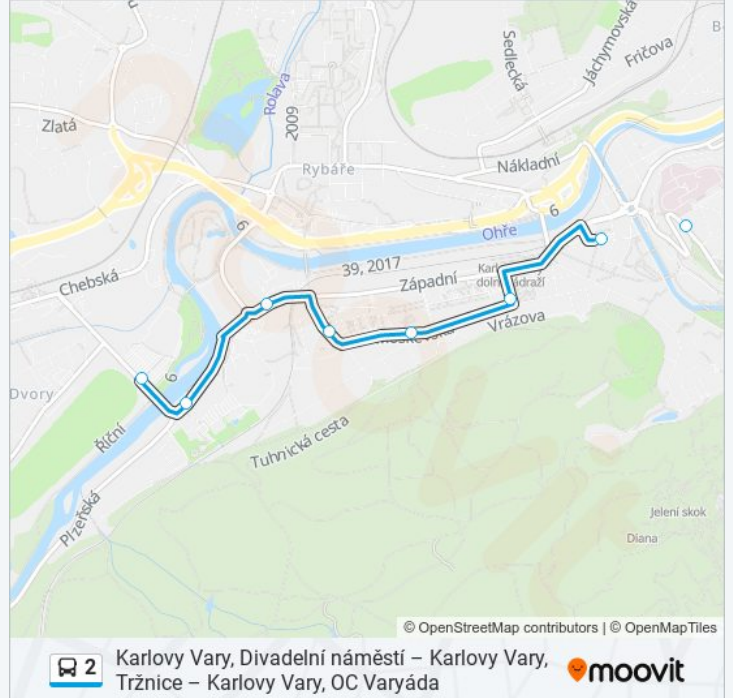 Sedlecká
Jáchymovská
Fričova
Rolava
2009
Zlatá
Rybáře
Nákladní
6
6
Ohře
39, 2017
Chebská
Západní
Vrázova
6
Dvory
Říční
Tuhnická cesta
Plzeňská
Jelení skok
Diana
© OpenStreetMap contributors | © OpenMapTiles
2
Karlovy Vary, Divadelní náměstí – Karlovy Vary,
Tržnice – Karlovy Vary, OC Varyáda
moovit